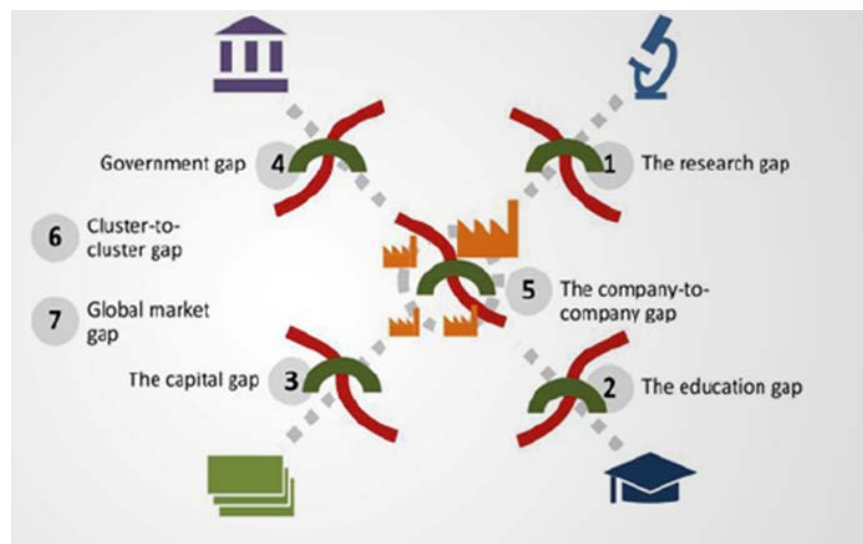 Government gap 4
1 The research gap
6 Cluster-to-
cluster gap
5 The company-to-
company gap
7 Global market
gap
The capital gap 3
2 The education gap